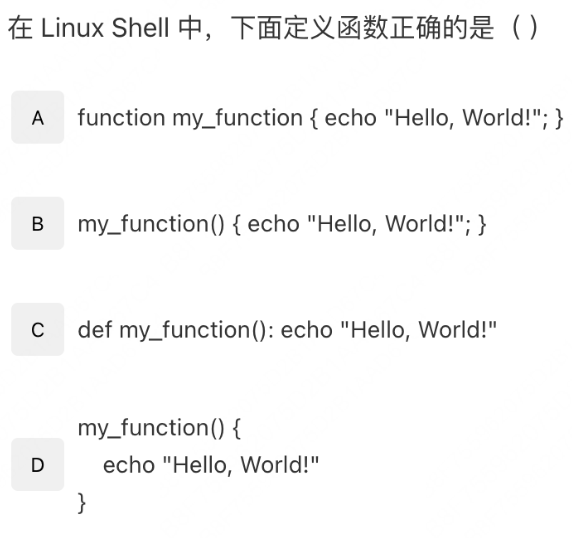 在 Linux Shell 中，下面定义函数正确的是（ ）
A function my_function { echo "Hello, World!"; }
B my_function() { echo "Hello, World!"; }
C def my_function(): echo "Hello, World!"
my_function() {
D echo "Hello, World!"
}